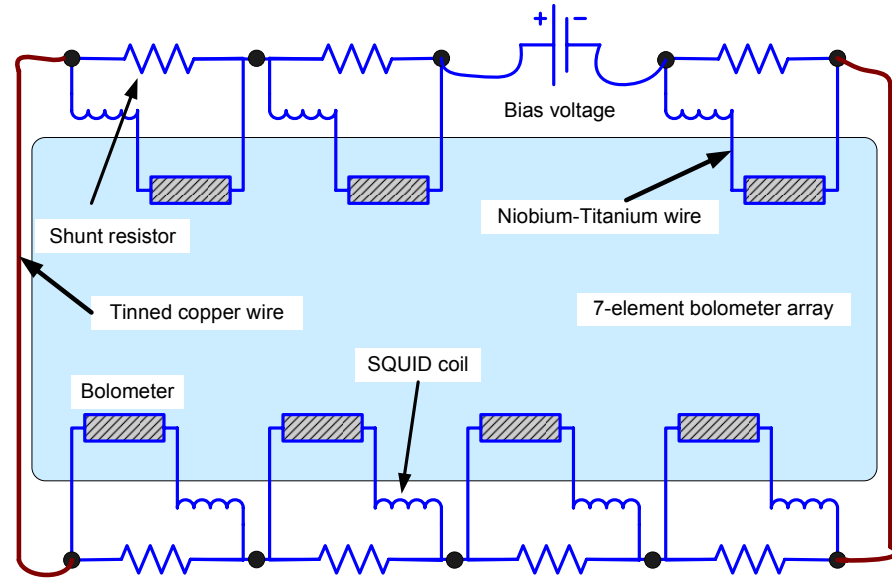 + −
Bias voltage
Niobium-Titanium wire
Shunt resistor
Tinned copper wire
7-element bolometer array
SQUID coil
Bolometer